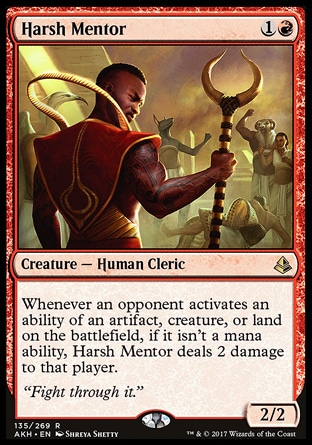 Harsh Mentor 1
Creature — Human Cleric
Whenever an opponent activates an
ability of an artifact, creature, or land
on the battlefield, if it isn't a mana
ability, Harsh Mentor deals 2 damage
to that player.
“Fight through it.”
2/2
135/269 R
AKH • EN Shreya Shetty
™ & © 2017 Wizards of the Coast